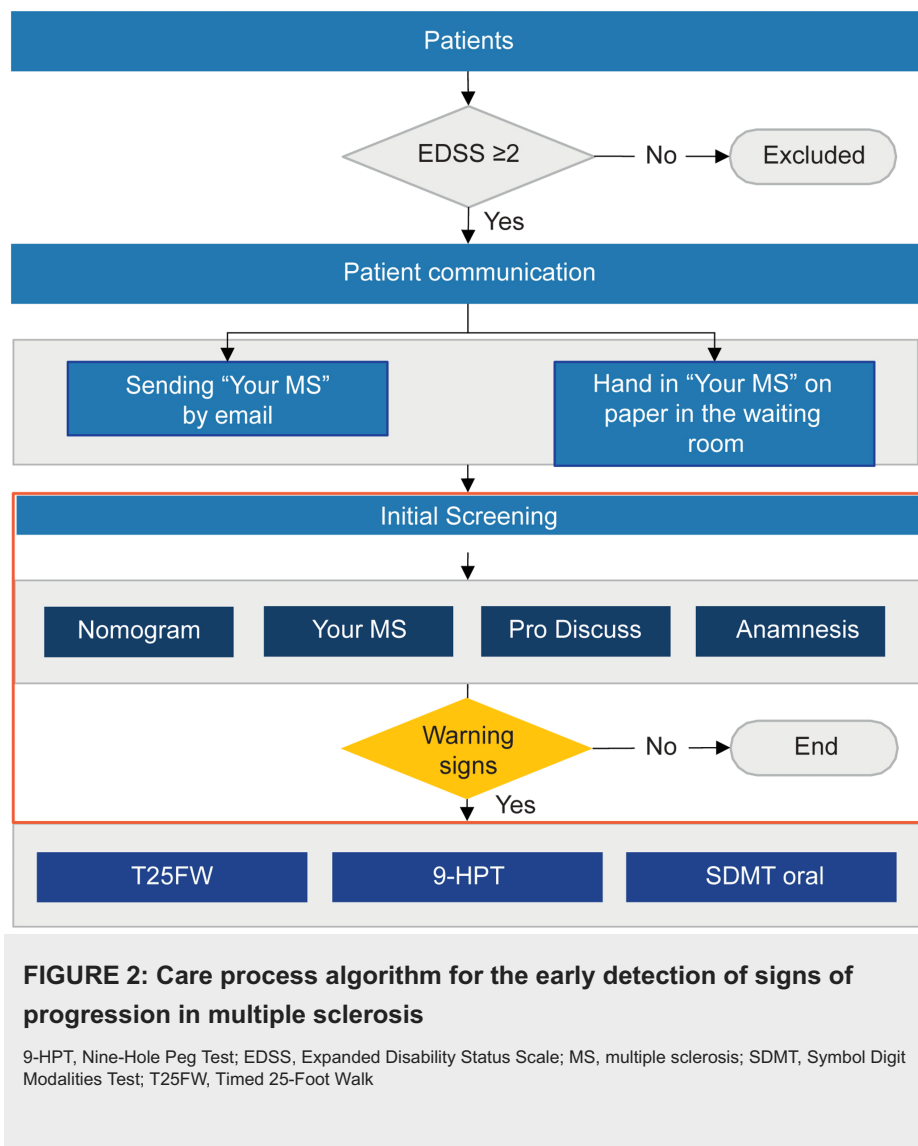 Patients
EDSS ≥2
No
Excluded
Yes
Patient communication
Sending “Your MS”
by email
Hand in “Your MS” on
paper in the waiting
room
Initial Screening
Nomogram
Your MS
Pro Discuss
Anamnesis
Warning
signs
No
End
Yes
T25FW
9-HPT
SDMT oral
FIGURE 2: Care process algorithm for the early detection of signs of
progression in multiple sclerosis
9-HPT, Nine-Hole Peg Test; EDSS, Expanded Disability Status Scale; MS, multiple sclerosis; SDMT, Symbol Digit
Modalities Test; T25FW, Timed 25-Foot Walk